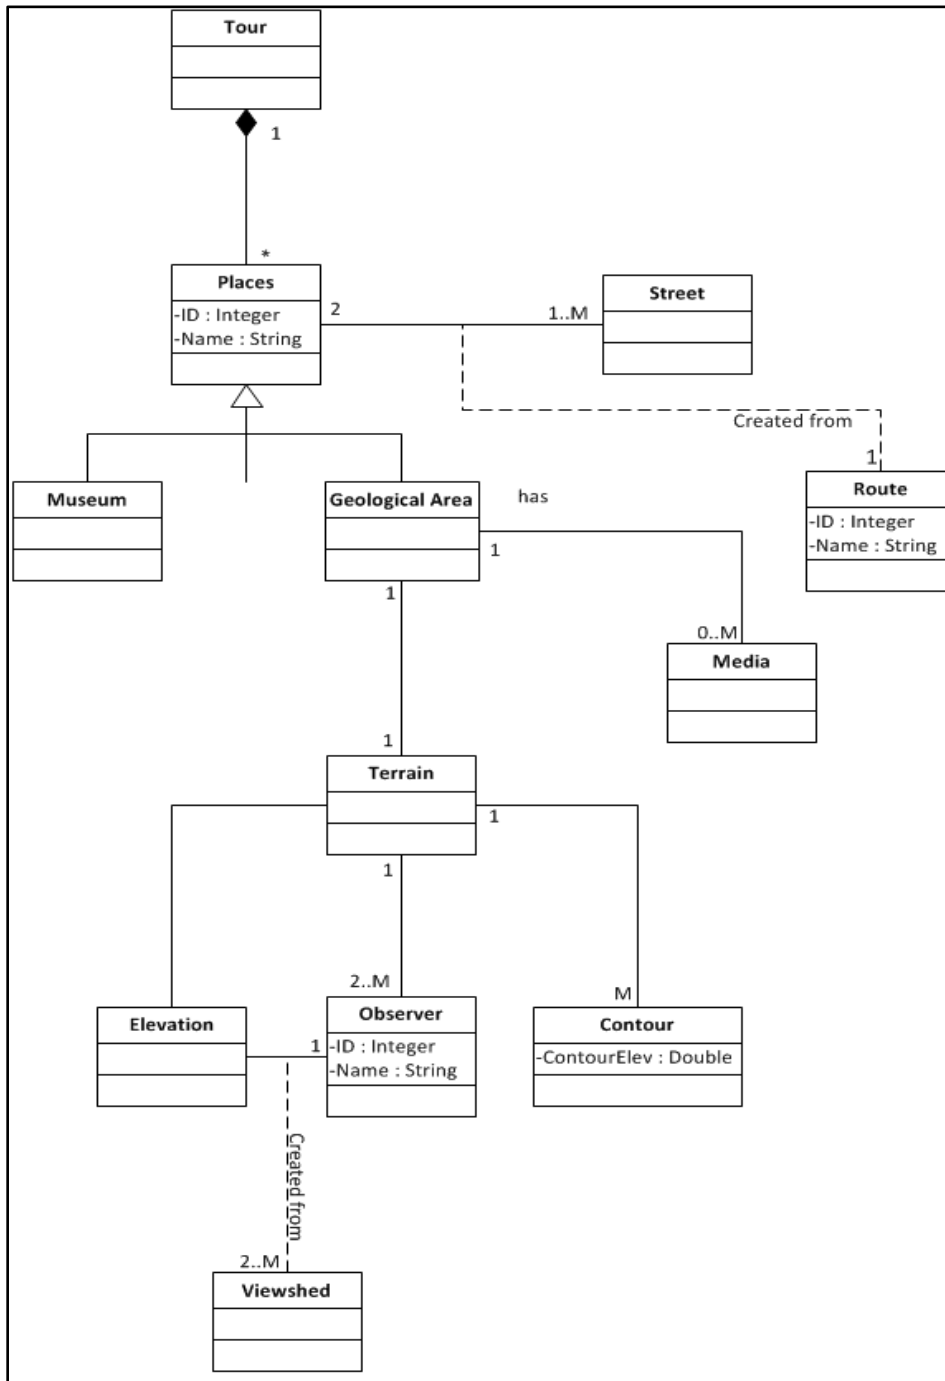 Tour
1
*
Places
-ID : Integer
-Name : String
2
1..M
Street
Created from
1
Route
-ID : Integer
-Name : String
Museum
Geological Area
has
1
1
0..M
Media
1
Terrain
1
1
2..M
M
Elevation
1
Observer
-ID : Integer
-Name : String
Contour
-ContourElev : Double
Created from
2..M
Viewshed